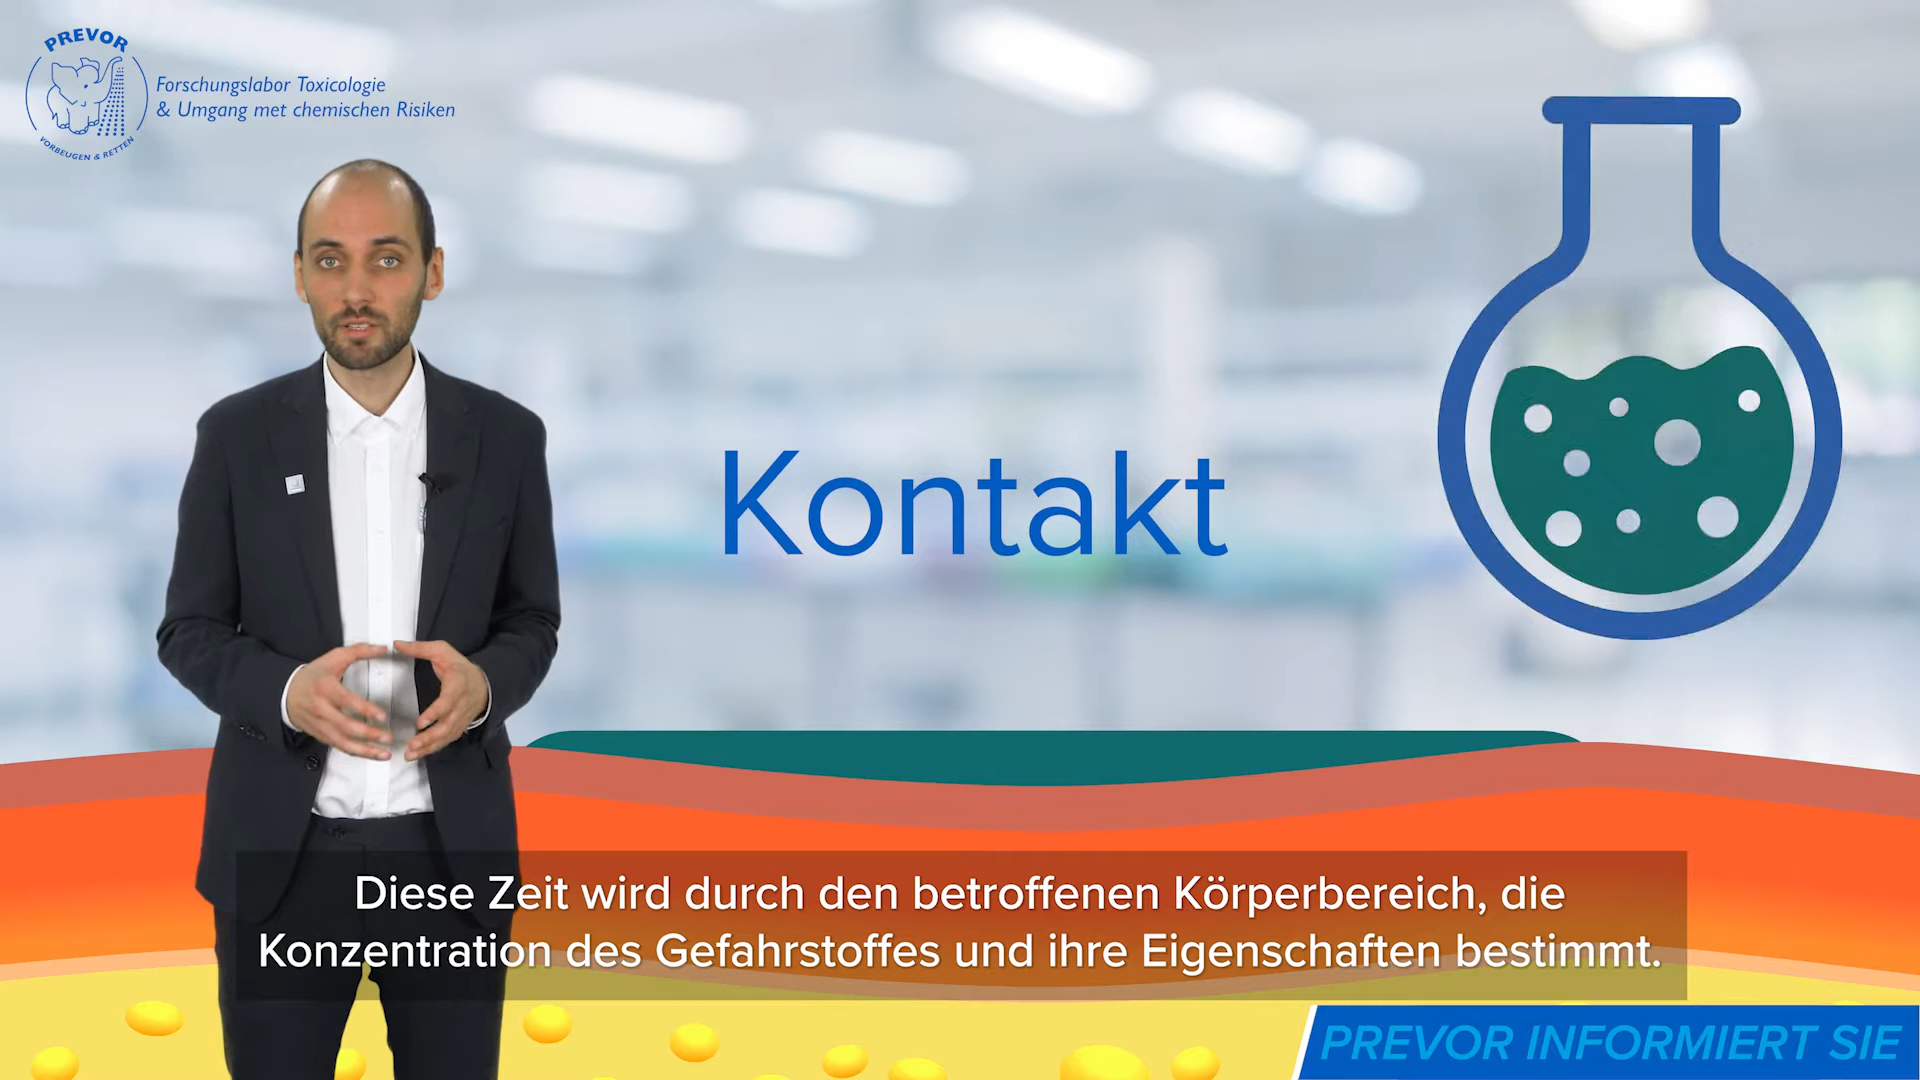 PREVOR
Forschungslabor Toxicologie
& Umgang met chemischen Risiken
VORBEUGEN & RETTEN
Kontakt
Diese Zeit wird durch den betroffenen Körperbereich, die
Konzentration des Gefahrstoffes und ihre Eigenschaften bestimmt.
PREVOR INFORMIERT SIE